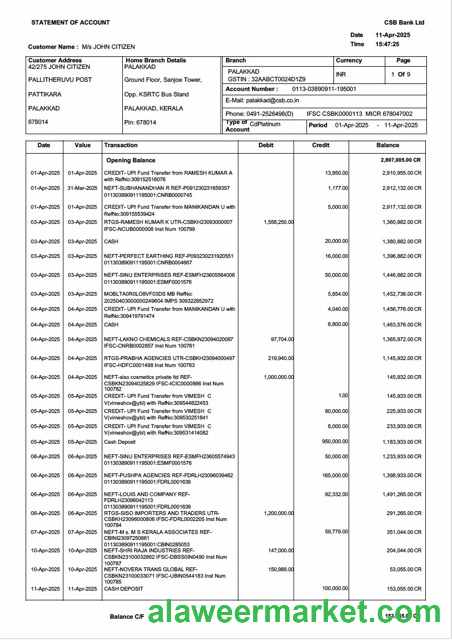 STATEMENT OF ACCOUNT
CSB Bank Ltd
Date 11-Apr-2025
Time 15:47:25
Customer Name : M/s JOHN CITIZEN
Customer Address
42/275 JOHN CITIZEN
PALLITHERUVU POST
PATTIKARA
PALAKKAD
678014
Home Branch Details
PALAKKAD
Ground Floor, Sanjoe Tower,
Opp. KSRTC Bus Stand
PALAKKAD, KERALA
Pin: 678014
Branch Currency Page
PALAKKAD
GSTIN : 32AABCT0024D1Z9
INR
1 Of 9
Account Number : 0113-03890911-195001
E-Mail: palakkad@csb.co.in
Phone: 0491-2526498(O) IFSC:CSBK0000113 MICR 678047002
Type of Account CdPlatinum Period 01-Apr-2025 - 11-Apr-2025
Date Value Transaction Debit Credit Balance
Opening Balance 2,897,005.00 CR
01-Apr-2025 01-Apr-2025 CREDIT- UPI Fund Transfer from RAMESH KUMAR A 13,950.00 2,910,955.00 CR
with RefNo:309152516076
01-Apr-2025 31-Mar-2025 NEFT-SUBHANANDHAN R REF-P091230231659357 1,177.00 2,912,132.00 CR
011303890911195001:CNRB0000745
01-Apr-2025 01-Apr-2025 CREDIT- UPI Fund Transfer from MANIKANDAN U with 5,000.00 2,917,132.00 CR
RefNo:309155539424
03-Apr-2025 03-Apr-2025 RTGS-RAMESH KUMAR K UTR-CSBKH23093000007 1,556,250.00 1,360,882.00 CR
IFSC-NCUB0000008 Inst Num 100799
03-Apr-2025 03-Apr-2025 CASH 20,000.00 1,380,882.00 CR
03-Apr-2025 03-Apr-2025 NEFT-PERFECT EARTHING REF-P093230231920551 16,000.00 1,396,882.00 CR
011303890911195001:CNRB0004667
03-Apr-2025 03-Apr-2025 NEFT-SINU ENTERPRISES REF-ESMFH23605564006 50,000.00 1,446,882.00 CR
011303890911195001:ESMF0001576
03-Apr-2025 03-Apr-2025 MOBLTADRI0LO8VF03DS MB RefNo: 5,854.00 1,452,736.00 CR
20250403000000249604 IMPS 309322952972
04-Apr-2025 04-Apr-2025 CREDIT- UPI Fund Transfer from MANIKANDAN U with 4,040.00 1,456,776.00 CR
RefNo:309419791474
04-Apr-2025 04-Apr-2025 CASH 6,800.00 1,463,576.00 CR
04-Apr-2025 04-Apr-2025 NEFT-LAKNO CHEMICALS REF-CSBKN23094020087 97,704.00 1,365,872.00 CR
IFSC-CNRB0002857 Inst Num 100781
04-Apr-2025 04-Apr-2025 RTGS-PRABHA AGENCIES UTR-CSBKH23094000497 219,940.00 1,145,932.00 CR
IFSC-HDFC0001498 Inst Num 100783
04-Apr-2025 04-Apr-2025 NEFT-also cosmetics private ltd REF- 1,000,000.00 145,932.00 CR
CSBKN23094025829 IFSC-ICIC0000986 Inst Num
100782
05-Apr-2025 05-Apr-2025 CREDIT- UPI Fund Transfer from VIMESH C 1.00 145,933.00 CR
V(vimeshov@ybl) with RefNo:309544822453
05-Apr-2025 05-Apr-2025 CREDIT- UPI Fund Transfer from VIMESH C 80,000.00 225,933.00 CR
V(vimeshov@ybl) with RefNo:309530251841
05-Apr-2025 05-Apr-2025 CREDIT- UPI Fund Transfer from VIMESH C 8,000.00 233,933.00 CR
V(vimeshov@ybl) with RefNo:309531414082
05-Apr-2025 05-Apr-2025 Cash Deposit 950,000.00 1,183,933.00 CR
06-Apr-2025 06-Apr-2025 NEFT-SINU ENTERPRISES REF-ESMFH23605574943 50,000.00 1,233,933.00 CR
011303890911195001:ESMF0001576
06-Apr-2025 06-Apr-2025 NEFT-PUSHPA AGENCIES REF-FDRLH23096039462 165,000.00 1,398,933.00 CR
011303890911195001:FDRL0001636
06-Apr-2025 06-Apr-2025 NEFT-LOUIS AND COMPANY REF- 92,332.00 1,491,265.00 CR
FDRLH23096042113
011303890911195001:FDRL0001636
06-Apr-2025 06-Apr-2025 RTGS-SISO IMPORTERS AND TRADERS UTR- 1,200,000.00 291,265.00 CR
CSBKH23096000806 IFSC-FDRL0002205 Inst Num
100784
07-Apr-2025 07-Apr-2025 NEFT-M s. M S KERALA ASSOCIATES REF- 59,779.00 351,044.00 CR
CBIN23097250881
011303890911195001:CBIN0285053
10-Apr-2025 10-Apr-2025 NEFT-SHRI RAJA INDUSTRIES REF- 147,000.00 204,044.00 CR
CSBKN23100032862 IFSC-DBSS0IN0490 Inst Num
100787
10-Apr-2025 10-Apr-2025 NEFT-NOVERA TRANS GLOBAL REF- 150,989.00 53,055.00 CR
CSBKN23100033071 IFSC-UBIN0544183 Inst Num
100785
11-Apr-2025 11-Apr-2025 CASH DEPOSIT 100,000.00 153,055.00 CR
Balance C/F
alaweermarket.com